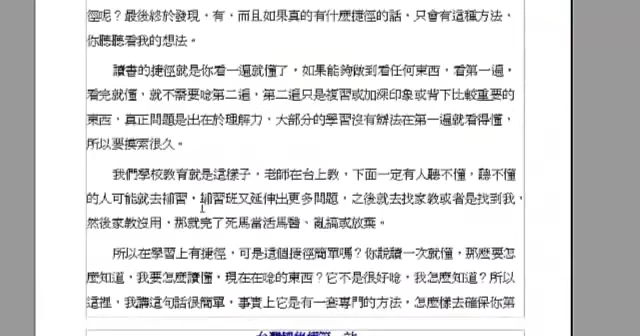 徑呢？最後終於發現，有，而且如果真的有什麼捷徑的話，只會有這種方法，
你聽聽看我的想法。
讀書的捷徑就是你看一遍就懂了，如果能夠做到看任何東西，看第一遍，
看完就懂，就不需要唸第二遍，第二遍只是複習或加深印象或背下比較重要的
東西，真正問題是出在於理解力，大部分的學習沒有辦法在第一遍就看得懂，
所以要摸索很久。
我們學校教育就是這樣子，老師在台上教，下面一定有人聽不懂，聽不懂
的人可能就去補習，補習班又延伸出更多問題，之後就去找家教或者是找到我，
然後家教沒用，那就完了死馬當活馬醫、亂搞或放棄。
所以在學習上有捷徑，可是這個捷徑簡單嗎？你說讀一次就懂，那麼要怎
麼知道，我要怎麼讀懂，現在在唸的東西？它不是很好唸，我怎麼知道？所以
這裡，我講這句話很簡單，事實上它是有一套專門的方法，怎麼樣去確保你第